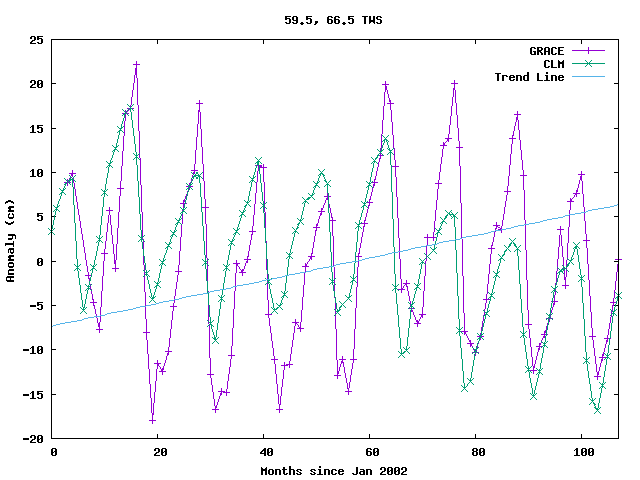 59.5, 66.5 TWS
GRACE
CLM
Trend Line
25
20
15
10
5
0
-5
-10
-15
-20
Anomaly (cm)
0 20 40 60 80 100
Months since Jan 2002